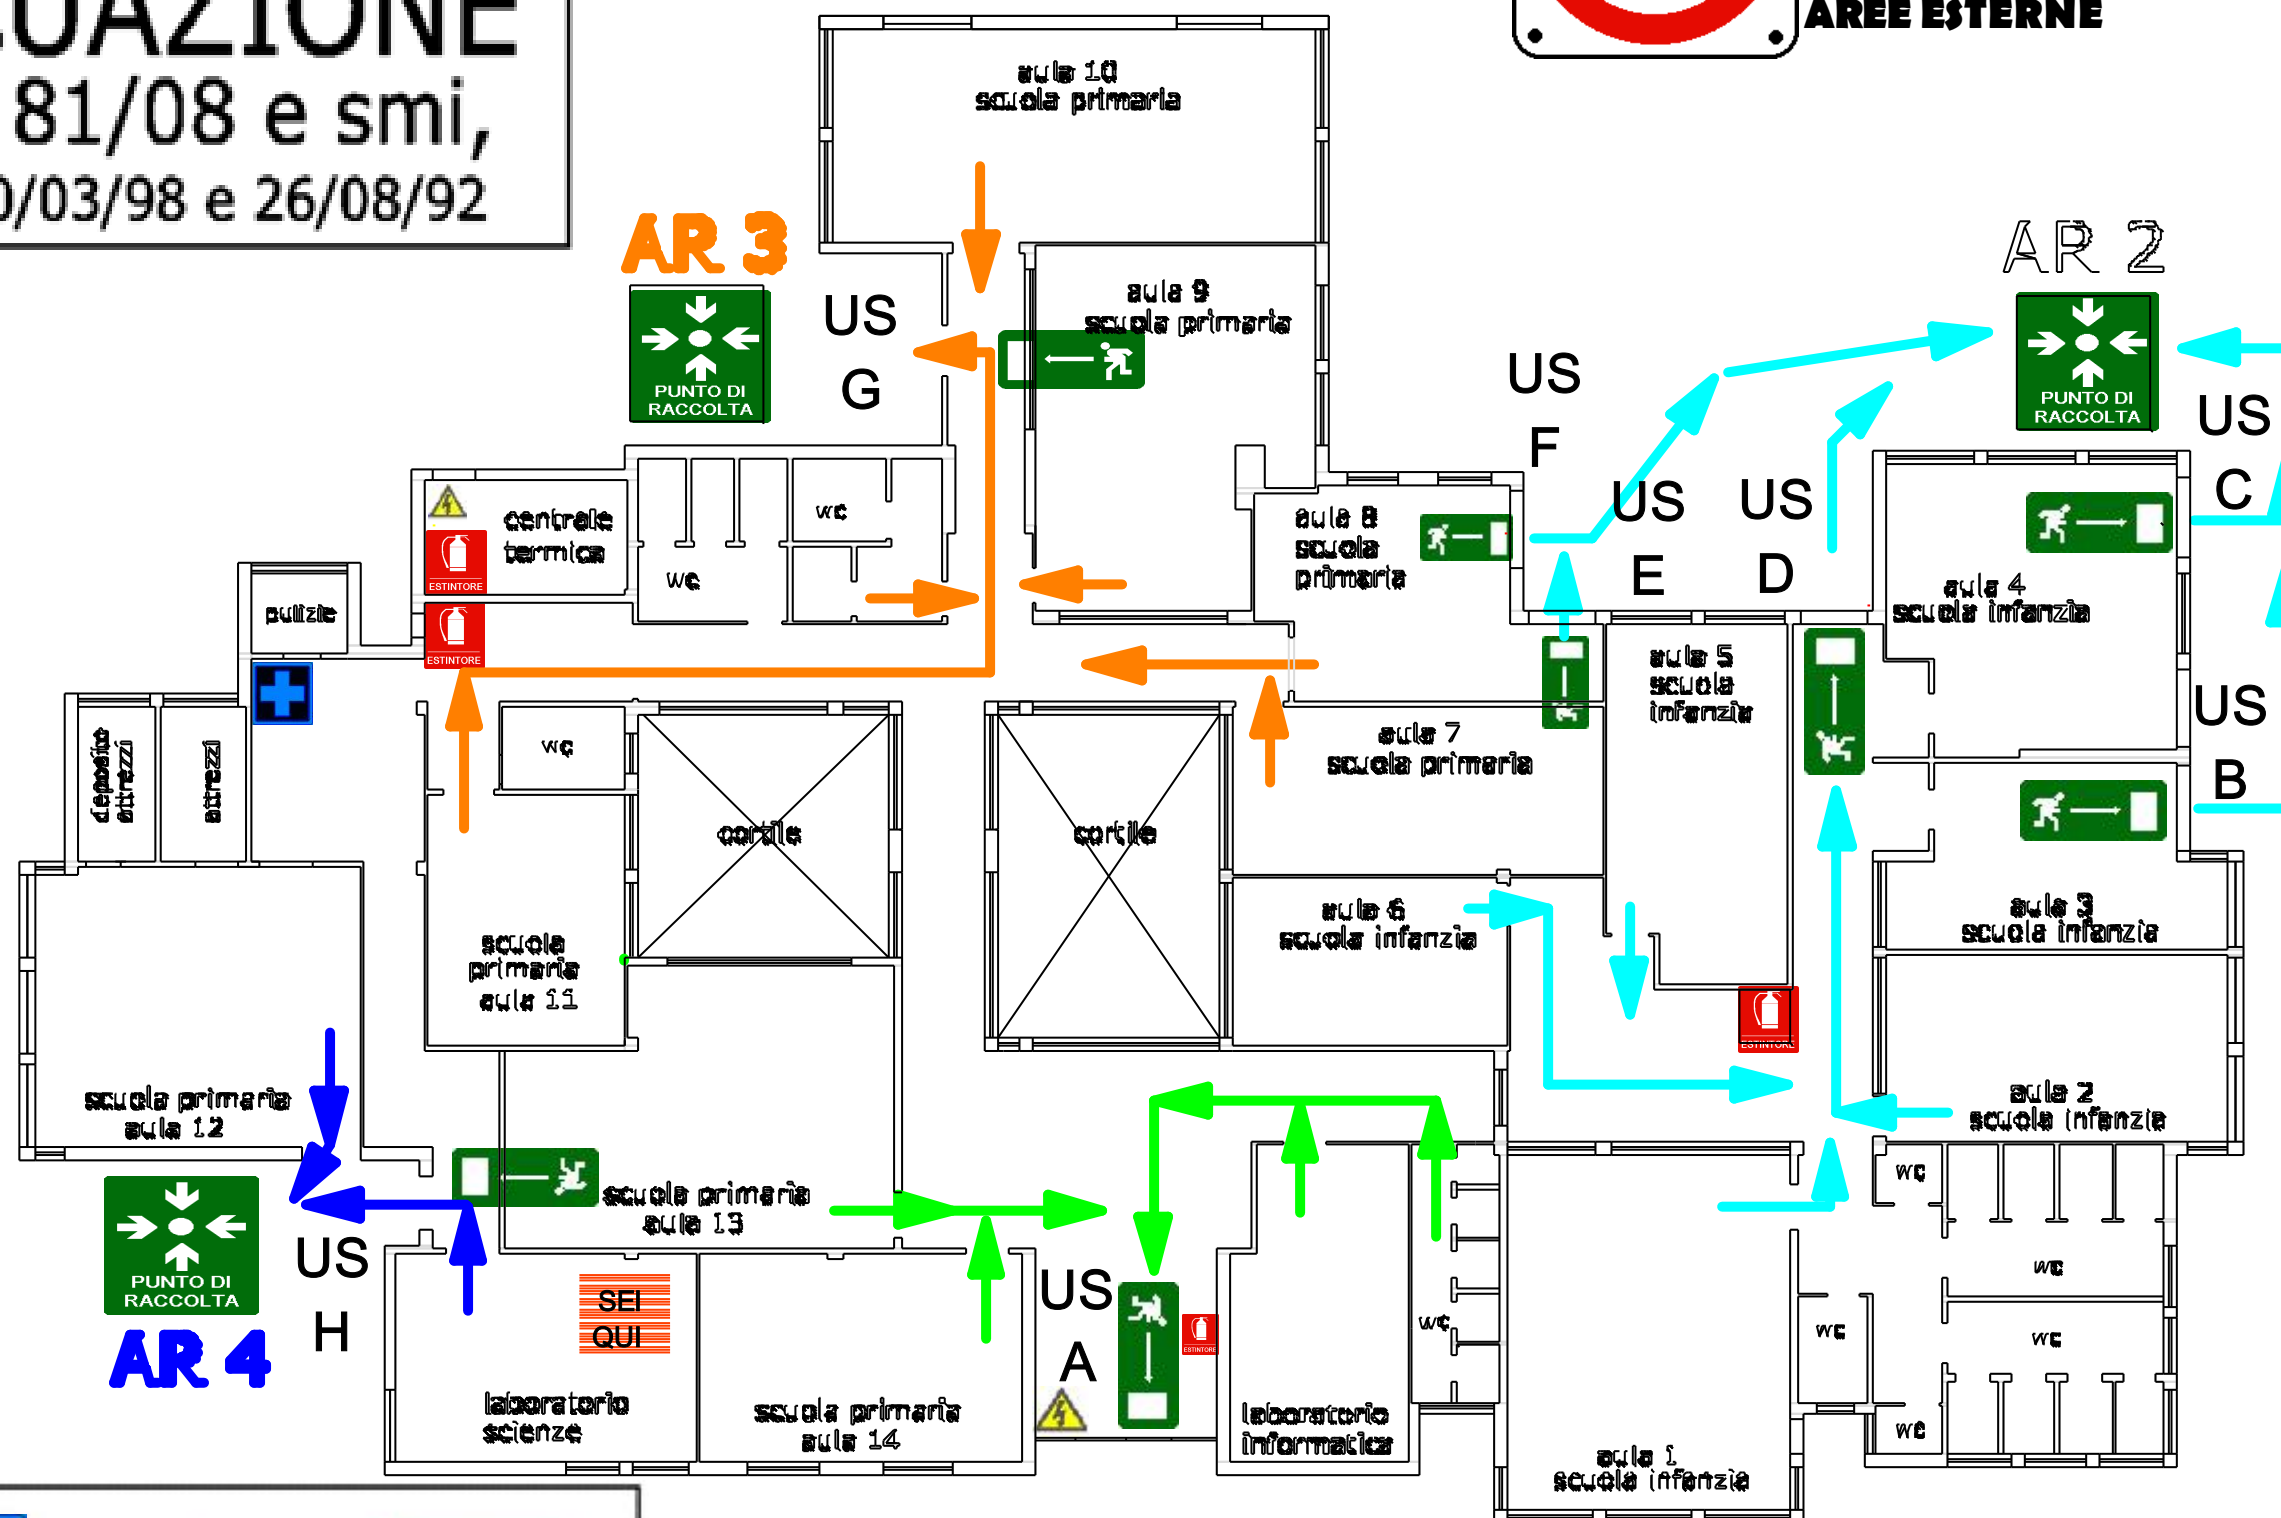 UAZIONE
81/08 e smi,
0/03/98 e 26/08/92
AREE ESTERNE
aula 10
scuola primaria
AR 3
PUNTO DI
RACCOLTA
US
G
aula 9
scuola primaria
AR 2
PUNTO DI
RACCOLTA
US
F
US
E
US
D
US
C
centrale
termica
ESTINTORE
wc
wc
aula 8
scuola
primaria
aula 4
scuola infanzia
pulizie
ESTINTORE
aula 5
scuola
infanzia
US
B
deposito
attrezzi
attrezzi
wc
aula 7
scuola primaria
cortile
cortile
aula 6
scuola infanzia
aula 3
scuola infanzia
scuola
primaria
aula 11
ESTINTORE
scuola primaria
aula 12
aula 2
scuola infanzia
scuola primaria
aula 13
wc
PUNTO DI
RACCOLTA
AR 4
US
H
SEI
QUI
US
A
ESTINTORE
wc
wc
wc
wc
wc
laboratorio
scienze
scuola primaria
aula 14
laboratorio
informatica
aula 1
scuola infanzia